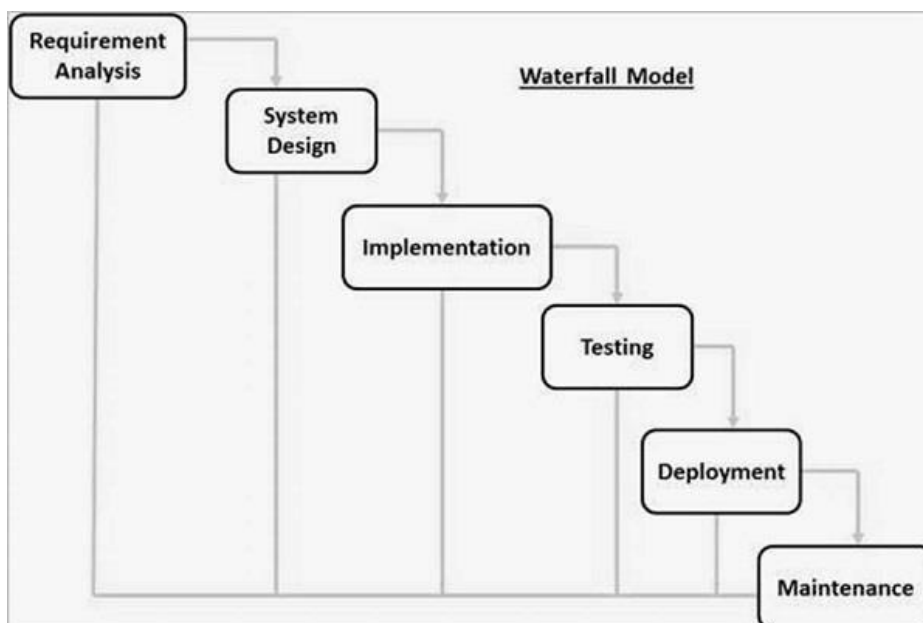 Requirement
Analysis
Waterfall Model
System
Design
Implementation
Testing
Deployment
Maintenance